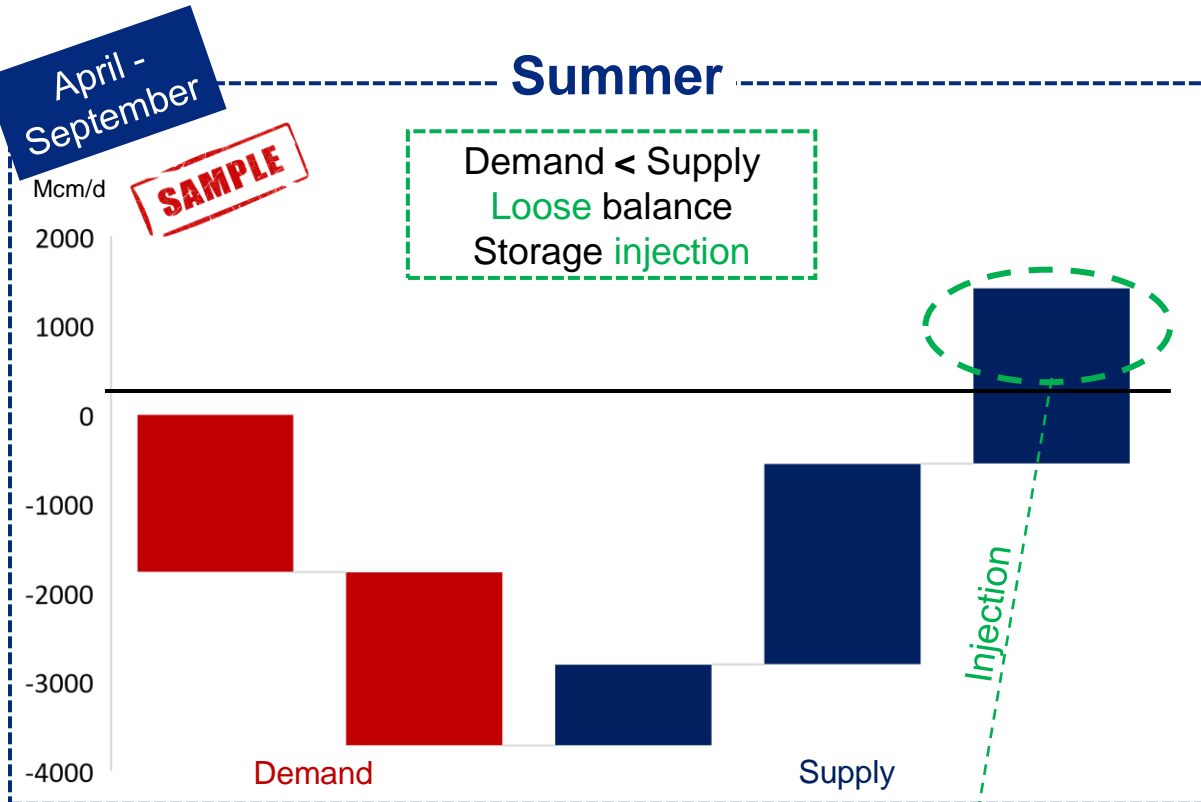 April -
September
Summer
SAMPLE
Demand < Supply
Loose balance
Storage injection
Mcm/d
2000
1000
0
-1000
-2000
-3000
-4000
Injection
Demand
Supply